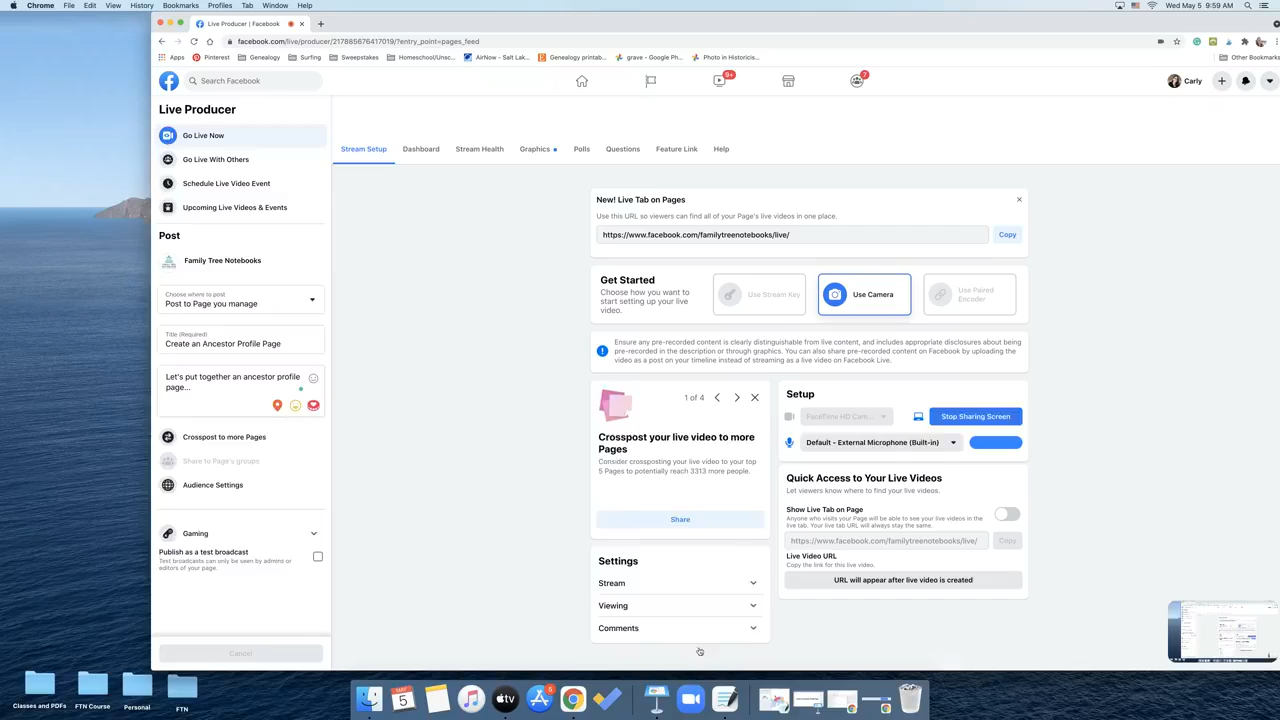 Chrome File Edit View History Bookmarks Profiles Tab Window Help
Wed May 5 9:59 AM
Live Producer | Facebook
facebook.com/live/producer/217885676417019/?entry_point=pages_feed
Apps Pinterest Genealogy Surfing Sweepstakes Homeschool/Unsc... AirNow - Salt Lak... Genealogy printab... grave - Google Ph... Photo in Historicis... Other Bookmarks
Search Facebook
9+
7
Carly
Live Producer
Go Live Now
Go Live With Others
Schedule Live Video Event
Upcoming Live Videos & Events
Post
Family Tree Notebooks
Choose where to post
Post to Page you manage
Title (Required)
Create an Ancestor Profile Page
Let's put together an ancestor profile
page...
Crosspost to more Pages
Share to Page's groups
Audience Settings
Gaming
Publish as a test broadcast
Test broadcasts can only be seen by admins or
editors of your page.
Cancel
Stream Setup Dashboard Stream Health Graphics Polls Questions Feature Link Help
New! Live Tab on Pages
Use this URL so viewers can find all of your Page's live videos in one place.
https://www.facebook.com/familytreenotebooks/live/
Copy
Get Started
Choose how you want to
start setting up your live
video.
Use Stream Key
Use Camera
Use Paired
Encoder
Ensure any pre-recorded content is clearly distinguishable from live content, and includes appropriate disclosures about being
pre-recorded in the description or through graphics. You can also share pre-recorded content on Facebook by uploading the
video as a post on your timeline instead of streaming as a live video on Facebook Live.
1 of 4
Crosspost your live video to more
Pages
Consider crossposting your live video to your top
5 Pages to potentially reach 3313 more people.
Share
Settings
Stream
Viewing
Comments
Setup
FaceTime HD Cam...
Stop Sharing Screen
Default - External Microphone (Built-in)
Quick Access to Your Live Videos
Let viewers know where to find your live videos.
Show Live Tab on Page
Anyone who visits your Page will be able to see your live videos in the
live tab. Your live tab URL will always stay the same.
https://www.facebook.com/familytreenotebooks/live/
Copy
Live Video URL
Copy the link for this live video.
URL will appear after live video is created
Classes and PDFs
FTN Course
Personal
FTN
5
tv
5